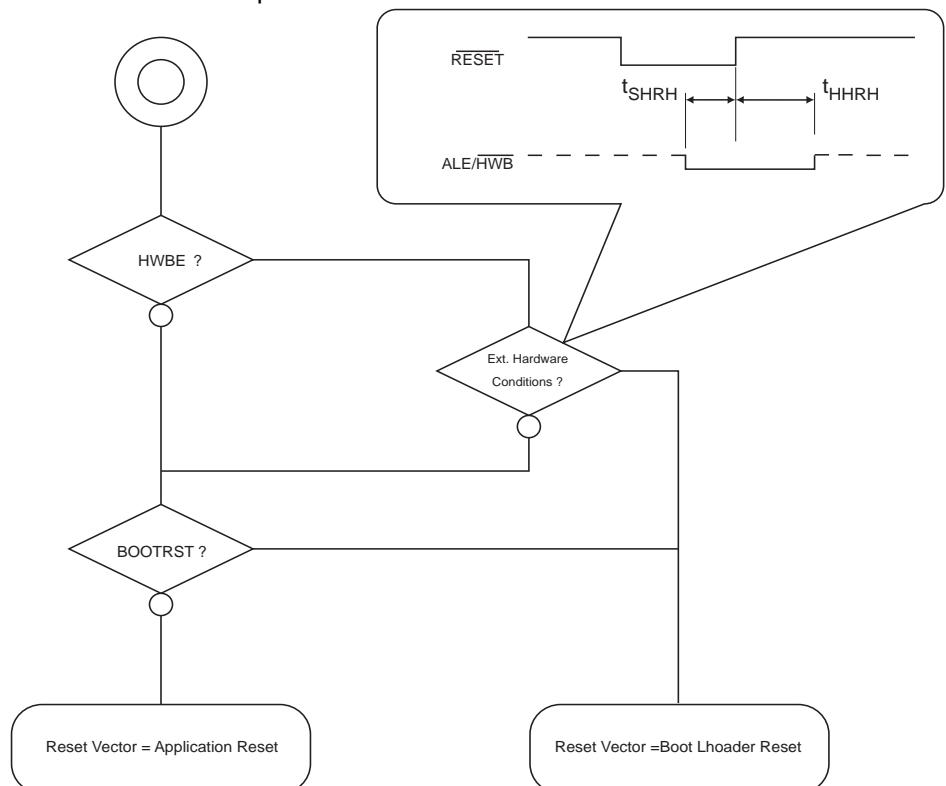 RESET
tSHRH
tHHRH
ALE/HWB
HWBE ?
Ext. Hardware
Conditions ?
BOOTRST ?
Reset Vector = Application Reset
Reset Vector =Boot Lhoader Reset